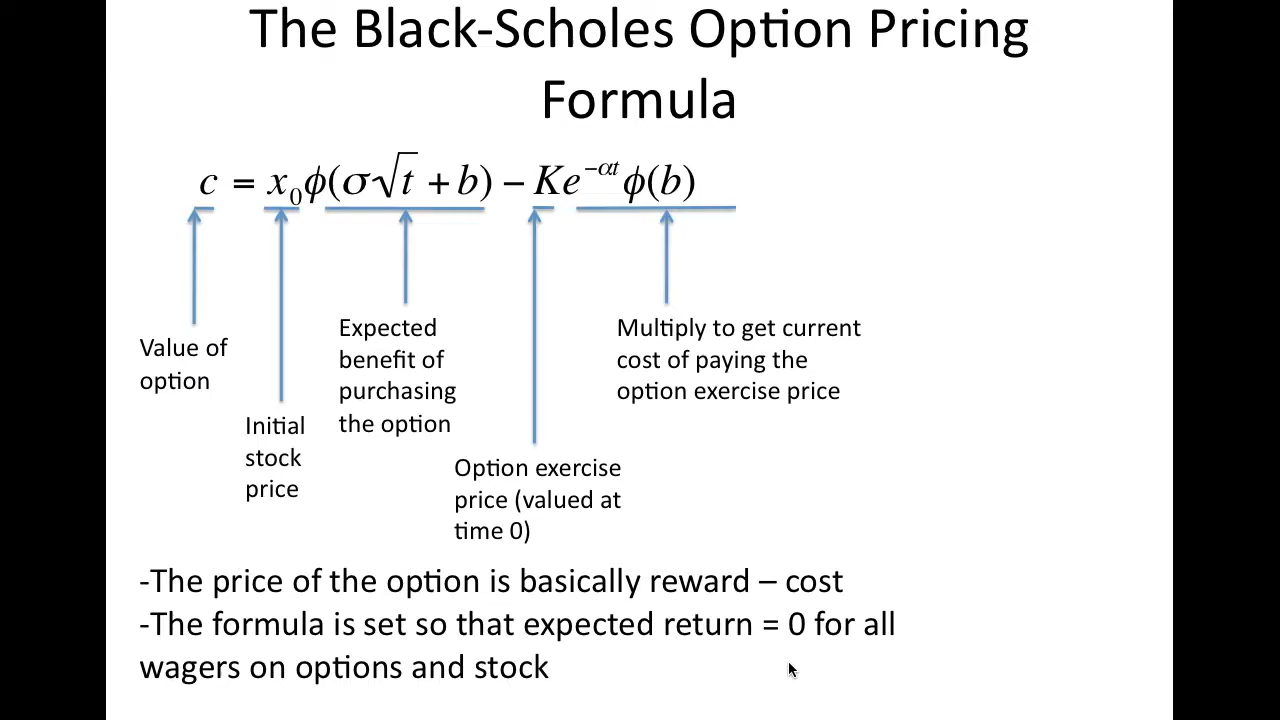 The Black-Scholes Option Pricing
Formula
c = x₀ϕ(σ√t + b) − Ke^{−αt}ϕ(b)
Value of
option
Initial
stock
price
Expected
benefit of
purchasing
the option
Option exercise
price (valued at
time 0)
Multiply to get current
cost of paying the
option exercise price
-The price of the option is basically reward – cost
-The formula is set so that expected return = 0 for all
wagers on options and stock